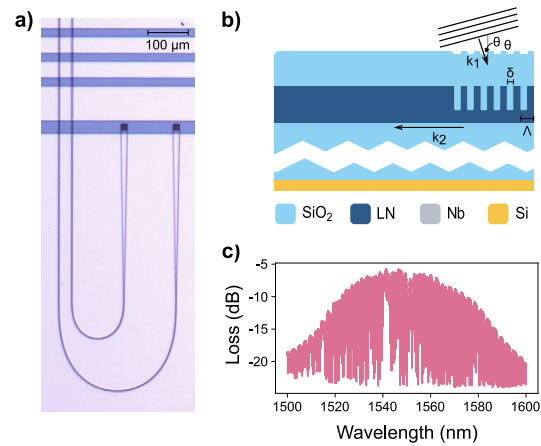 a)
100 μm
b)
θ
θ
k1
δ
Λ
k2
SiO2
LN
Nb
Si
c)
-5
-10
-15
-20
Loss (dB)
1500
1520
1540
1560
1580
1600
Wavelength (nm)